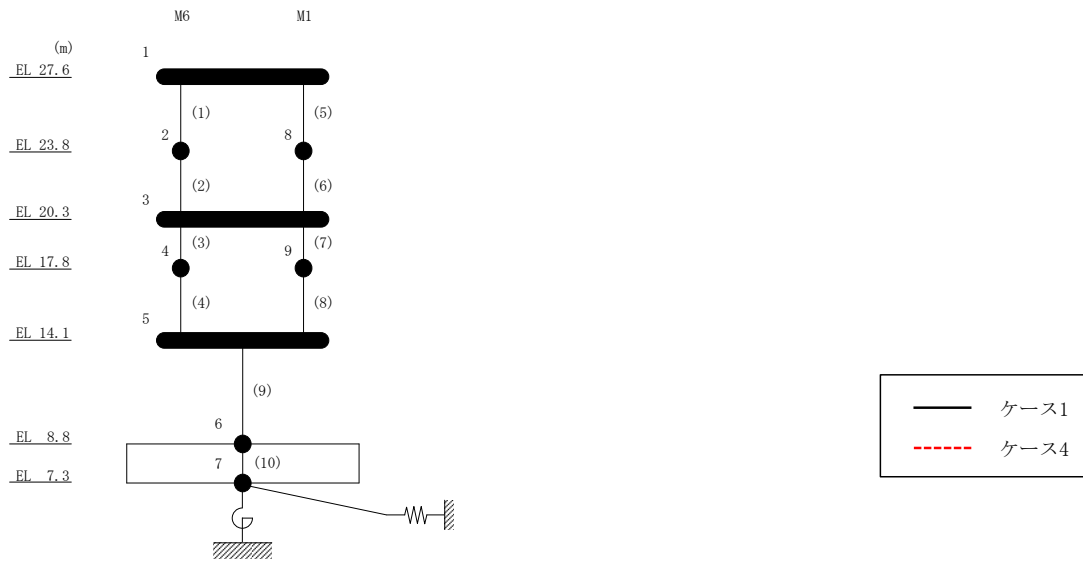 M6 M1
(m)
1
EL 27.6
(1) (5)
2 8
EL 23.8
(2) (6)
3
EL 20.3
(3) (7)
4 9
EL 17.8
(4) (8)
5
EL 14.1
(9)
6
EL 8.8
7 (10)
EL 7.3
ケース1
ケース4